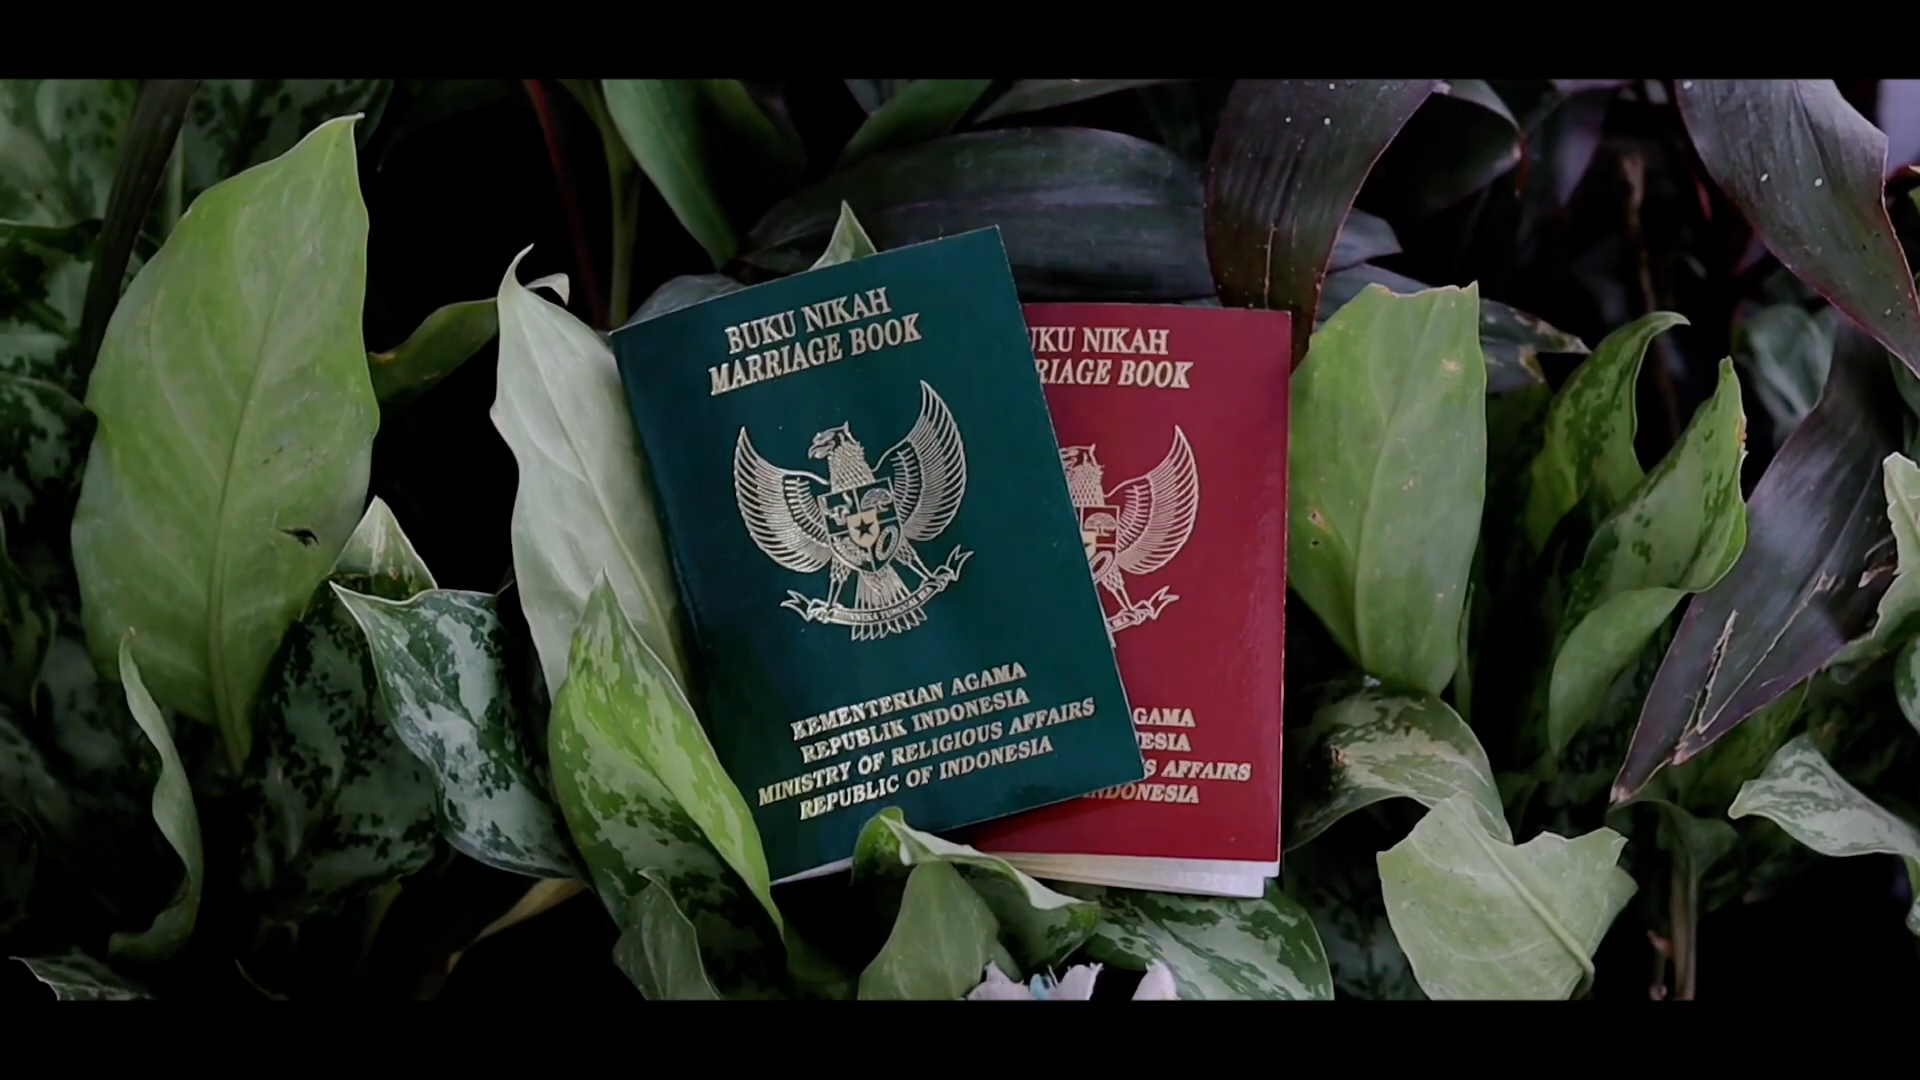 BUKU NIKAH
MARRIAGE BOOK
KEMENTERIAN AGAMA
REPUBLIK INDONESIA
MINISTRY OF RELIGIOUS AFFAIRS
REPUBLIC OF INDONESIA
UKU NIKAH
RIAGE BOOK
GAMA
ESIA
S AFFAIRS
INDONESIA